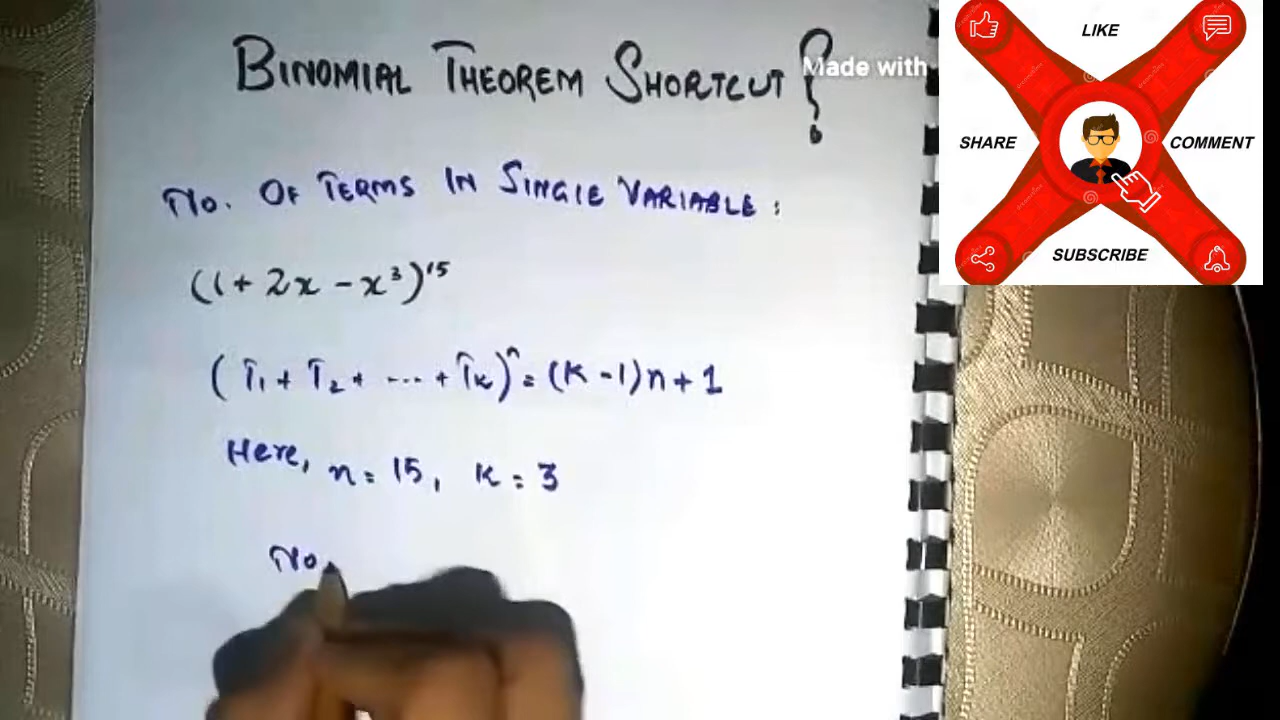 BINOMIAL THEOREM SHORTCUT ?
Made with
LIKE
SHARE
COMMENT
SUBSCRIBE
No. OF TERMS IN SINGLE VARIABLE :
(1 + 2x - x³)¹⁵
(T₁ + T₂ + ... + Tₖ)ⁿ = (K - 1)n + 1
Here, n = 15, K = 3
No.